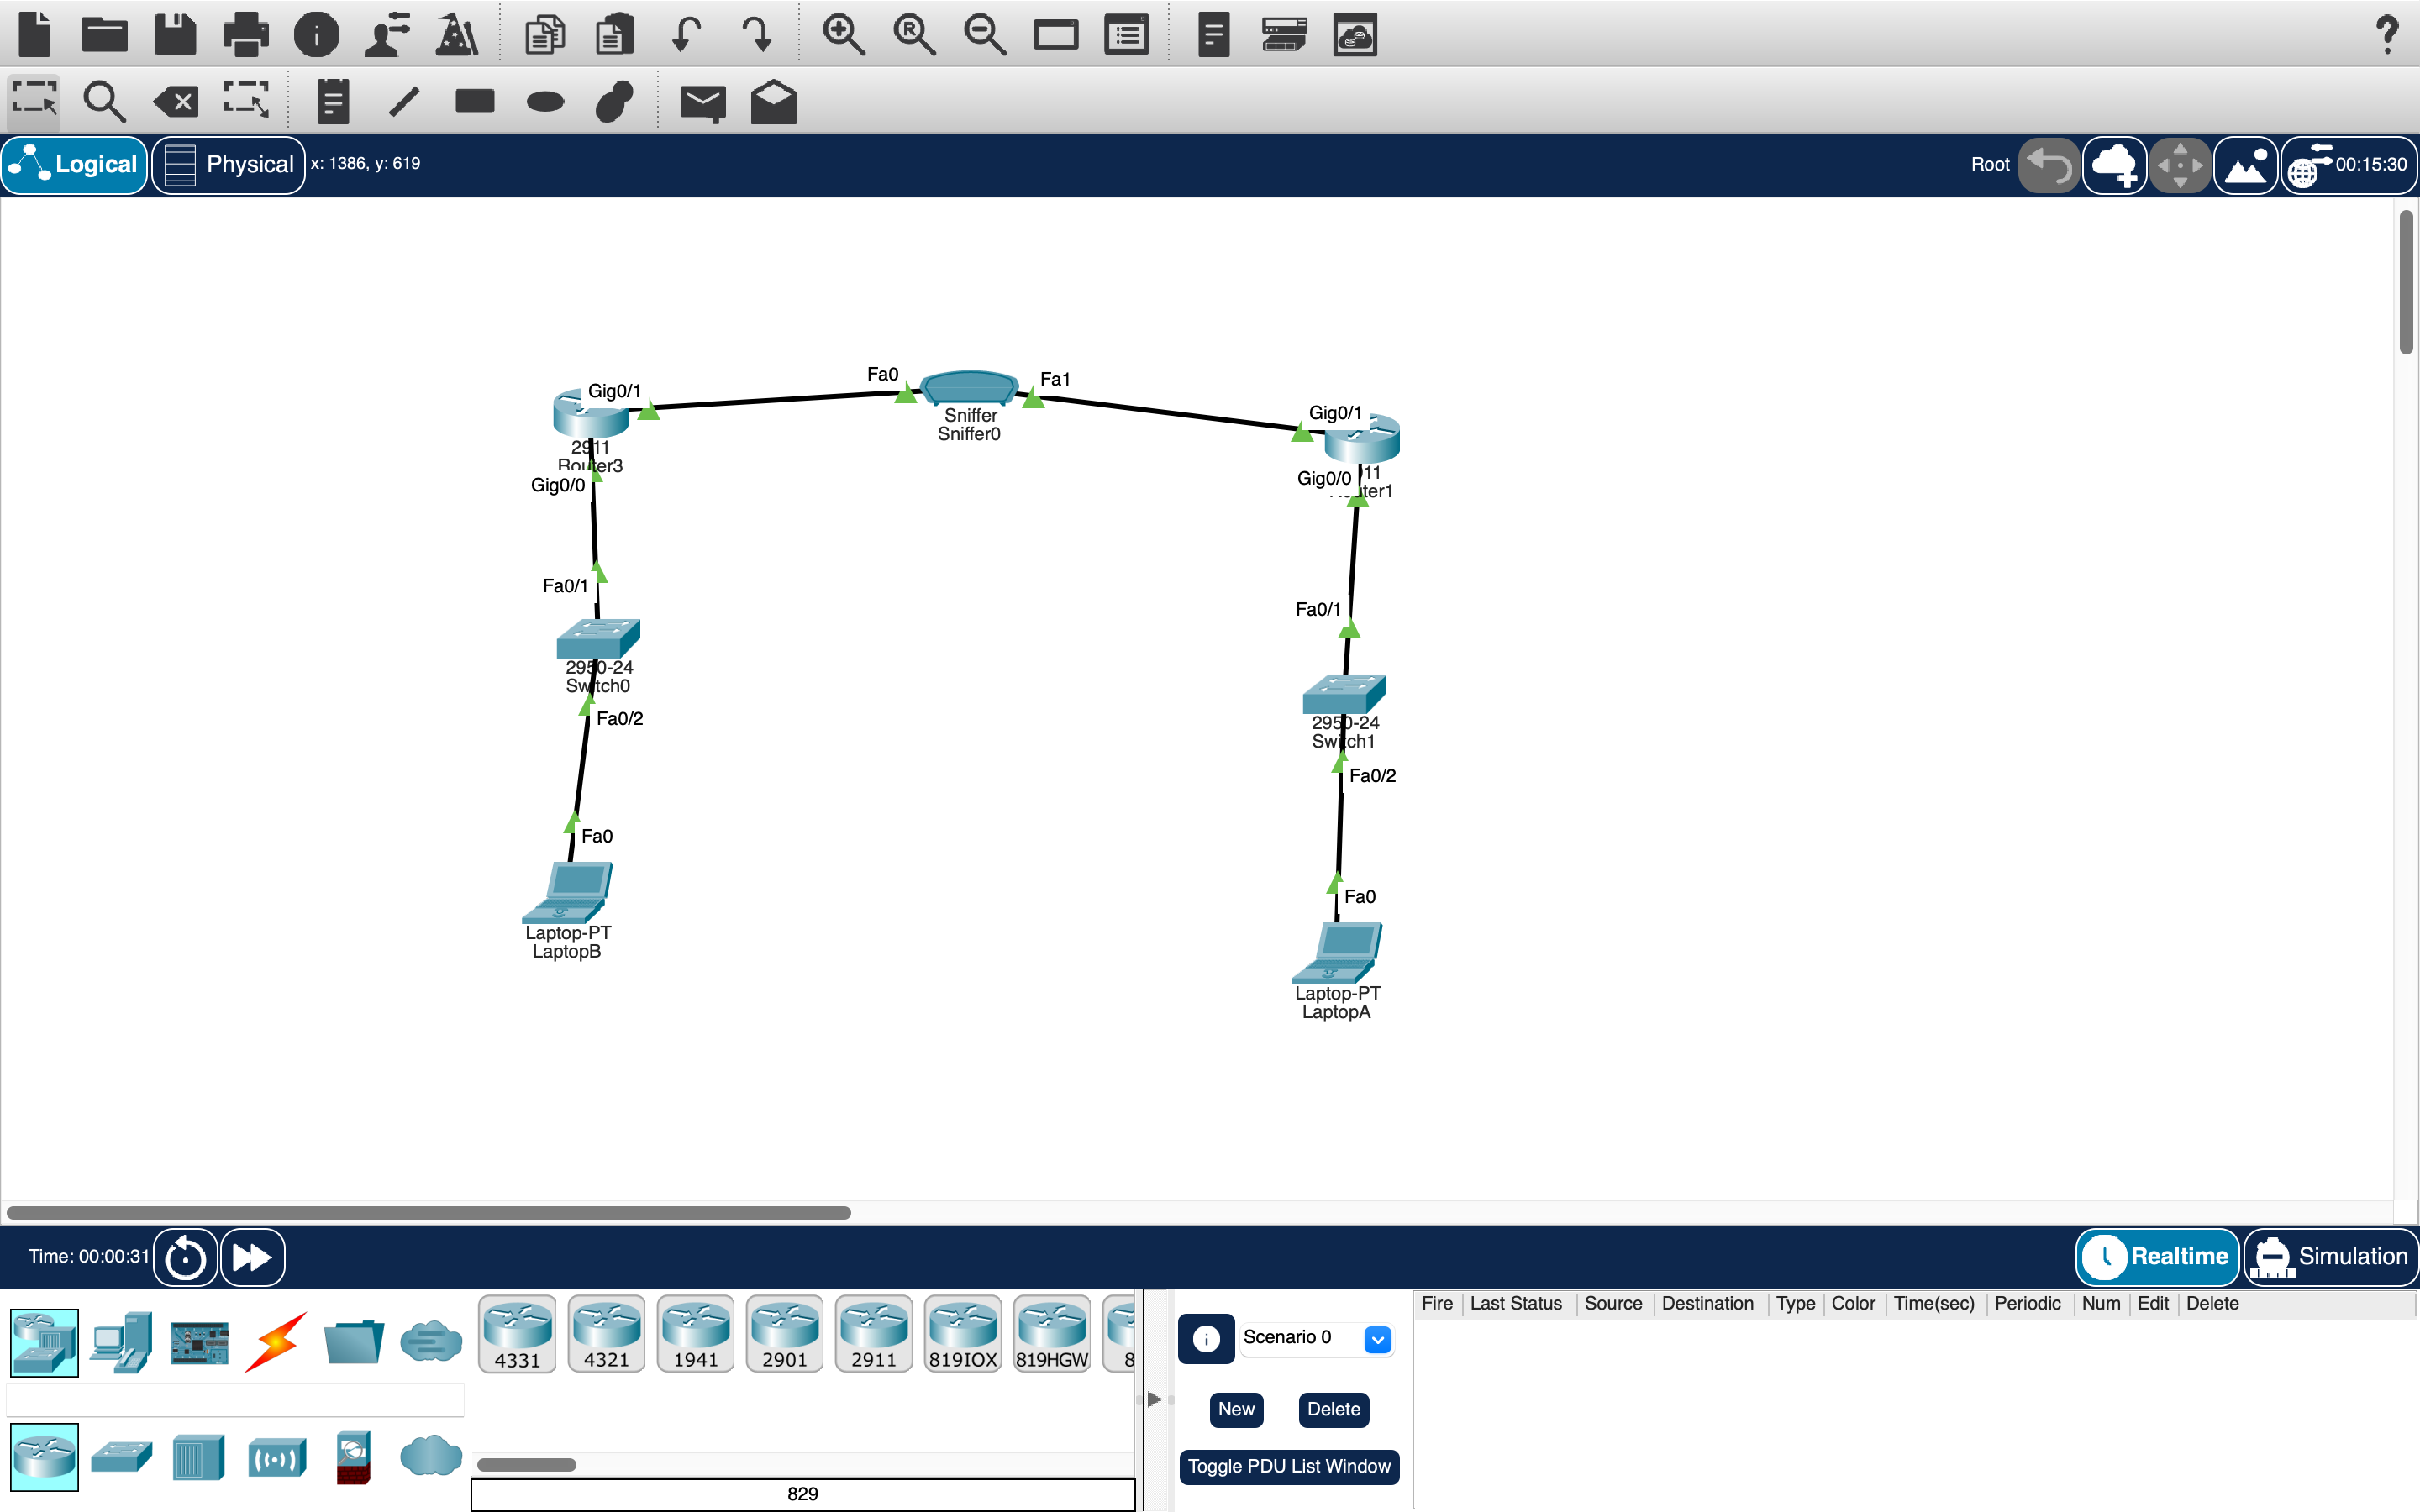 Logical
Physical
x: 1386, y: 619
Root
00:15:30
Fa0
Fa1
Gig0/1
Sniffer
Sniffer0
Gig0/1
2911
Router3
Gig0/0
Gig0/0
11
ter1
Fa0/1
Fa0/1
2950-24
Switch0
Fa0/2
2950-24
Switch1
Fa0/2
Fa0
Fa0
Laptop-PT
LaptopB
Laptop-PT
LaptopA
Time: 00:00:31
Realtime
Simulation
4331
4321
1941
2901
2911
819IOX
819HGW
8
829
Scenario 0
New
Delete
Toggle PDU List Window
Fire Last Status Source Destination Type Color Time(sec) Periodic Num Edit Delete